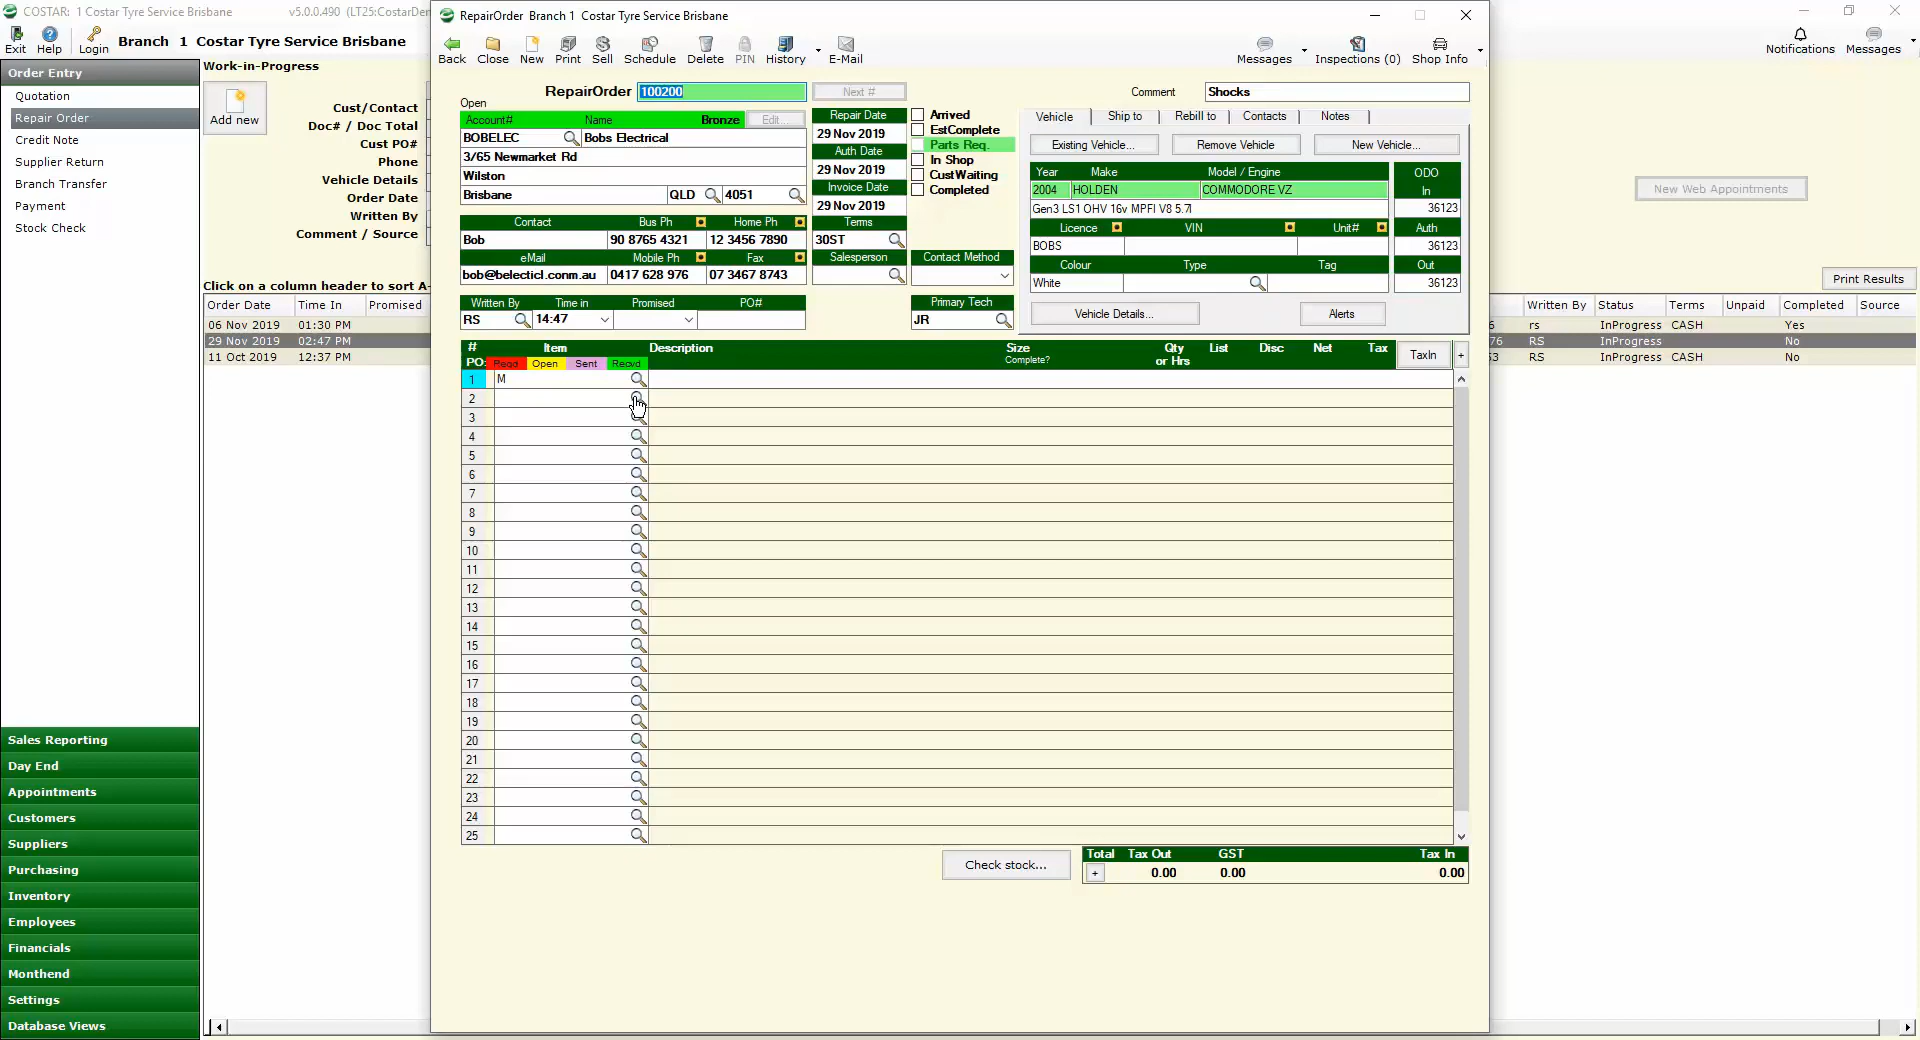 COSTAR: 1 Costar Tyre Service Brisbane v5.0.0.490 (LT25:CostarDem
Exit Help Login Branch 1 Costar Tyre Service Brisbane
Order Entry
Quotation
Repair Order
Credit Note
Supplier Return
Branch Transfer
Payment
Stock Check
Sales Reporting
Day End
Appointments
Customers
Suppliers
Purchasing
Inventory
Employees
Financials
Monthend
Settings
Database Views
Work-in-Progress
Add new
Cust/Contact
Doc# / Doc Total
Cust PO#
Phone
Vehicle Details
Order Date
Written By
Comment / Source
Click on a column header to sort A-
Order Date Time In Promised
06 Nov 2019 01:30 PM
29 Nov 2019 02:47 PM
11 Oct 2019 12:37 PM
RepairOrder Branch 1 Costar Tyre Service Brisbane
Back Close New Print Sell Schedule Delete PIN History E-Mail Messages Inspections (0) Shop Info
RepairOrder 100200 Next # Comment Shocks
Open
Account# Name Bronze Edit...
BOBELEC Bobs Electrical
3/65 Newmarket Rd
Wilston
Brisbane QLD 4051
Contact Bus Ph Home Ph
Bob 90 8765 4321 12 3456 7890
eMail Mobile Ph Fax
bob@belecticl.conm.au 0417 628 976 07 3467 8743
Written By Time in Promised PO#
RS 14:47
Repair Date
29 Nov 2019
Auth Date
29 Nov 2019
Invoice Date
29 Nov 2019
Terms
30ST
Salesperson
Arrived
EstComplete
Parts Req.
In Shop
CustWaiting
Completed
Contact Method
Primary Tech
JR
Vehicle Ship to Rebill to Contacts Notes
Existing Vehicle... Remove Vehicle New Vehicle...
Year Make Model / Engine
2004 HOLDEN COMMODORE VZ
Gen3 LS1 OHV 16v MPFI V8 5.7l
Licence VIN Unit#
BOBS
Colour Type Tag
White
Vehicle Details... Alerts
ODO
In
36123
Auth
36123
Out
36123
# Item Description Size Qty List Disc Net Tax TaxIn +
Complete? or Hrs
PO: Reqd Open Sent Recvd
1 M
2
3
4
5
6
7
8
9
10
11
12
13
14
15
16
17
18
19
20
21
22
23
24
25
Check stock...
Total Tax Out GST Tax In
+ 0.00 0.00 0.00
Notifications Messages
New Web Appointments
Print Results
Written By Status Terms Unpaid Completed Source
6 rs InProgress CASH Yes
76 RS InProgress No
53 RS InProgress CASH No